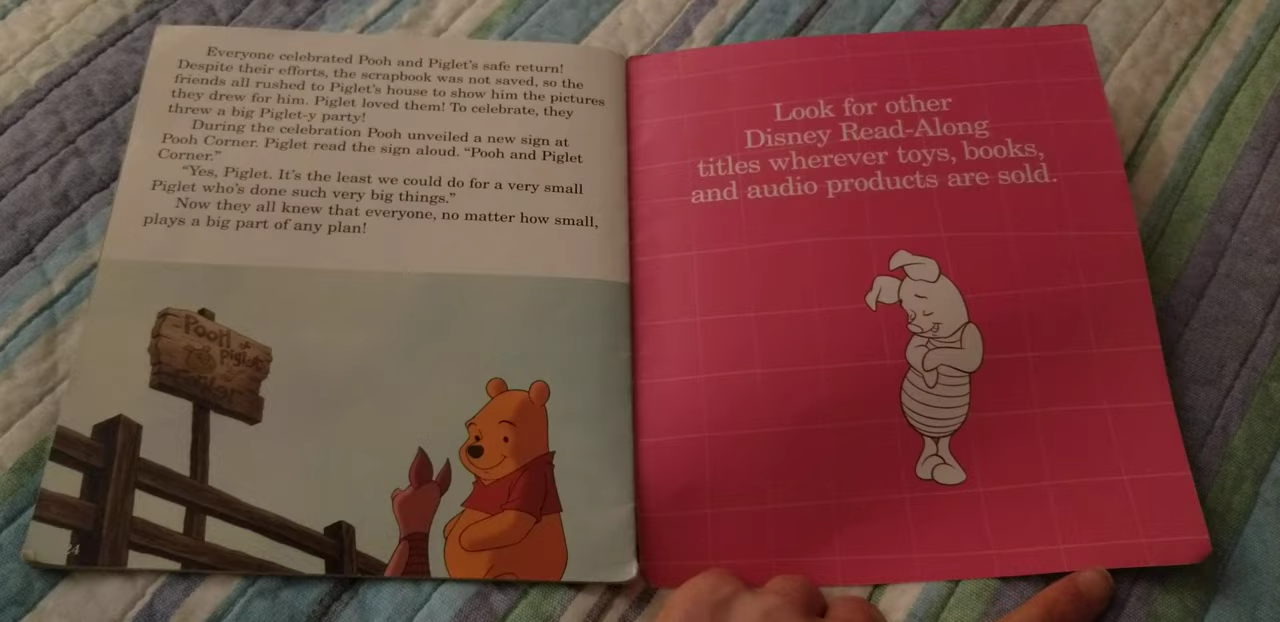 Everyone celebrated Pooh and Piglet's safe return!
Despite their efforts, the scrapbook was not saved, so the
friends all rushed to Piglet's house to show him the pictures
they drew for him. Piglet loved them! To celebrate, they
threw a big Piglet-y party!
During the celebration Pooh unveiled a new sign at
Pooh Corner. Piglet read the sign aloud. “Pooh and Piglet
Corner.”
“Yes, Piglet. It's the least we could do for a very small
Piglet who's done such very big things.”
Now they all knew that everyone, no matter how small,
plays a big part of any plan!
Pooh +
Piglet
24
Look for other
Disney Read-Along
titles wherever toys, books,
and audio products are sold.